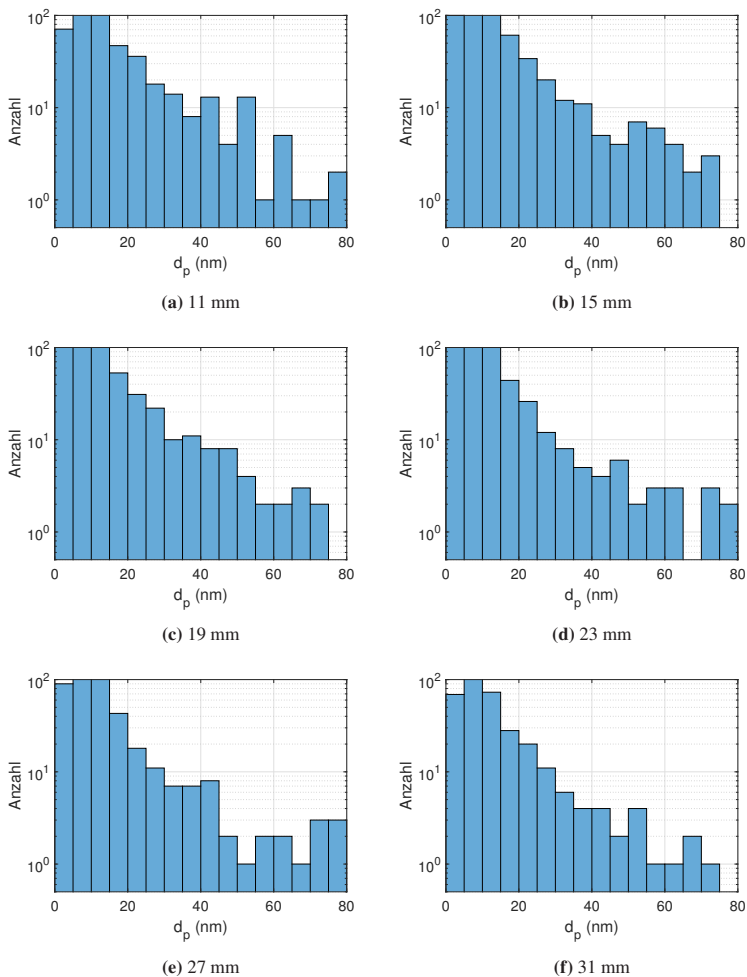 10^2
10^1
10^0
Anzahl
0 20 40 60 80
d_p (nm)
(a) 11 mm
10^2
10^1
10^0
Anzahl
0 20 40 60 80
d_p (nm)
(b) 15 mm
10^2
10^1
10^0
Anzahl
0 20 40 60 80
d_p (nm)
(c) 19 mm
10^2
10^1
10^0
Anzahl
0 20 40 60 80
d_p (nm)
(d) 23 mm
10^2
10^1
10^0
Anzahl
0 20 40 60 80
d_p (nm)
(e) 27 mm
10^2
10^1
10^0
Anzahl
0 20 40 60 80
d_p (nm)
(f) 31 mm